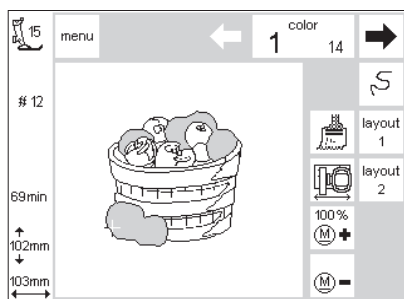 15
menu
color
1 14
# 12
layout
1
layout
2
69min
100%
M +
102mm
M −
103mm